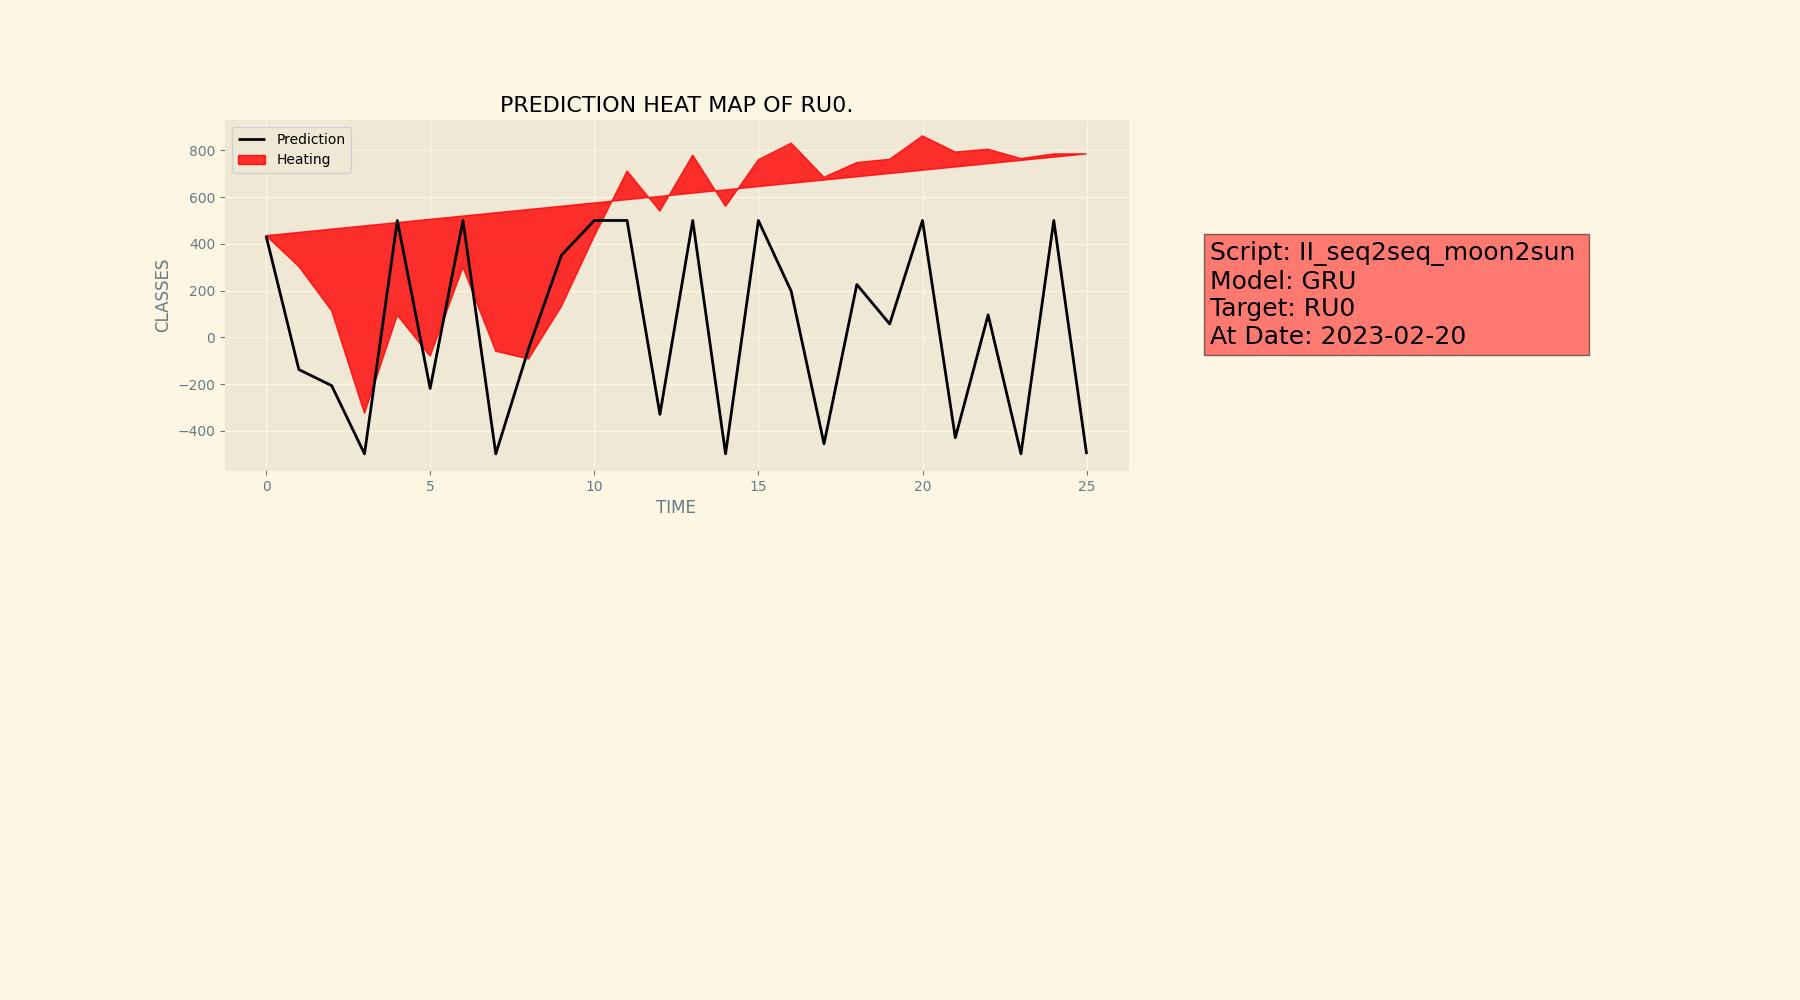 PREDICTION HEAT MAP OF RU0.
Prediction
Heating
800
600
400
200
0
−200
−400
CLASSES
0 5 10 15 20 25
TIME
Script: II_seq2seq_moon2sun
Model: GRU
Target: RU0
At Date: 2023-02-20